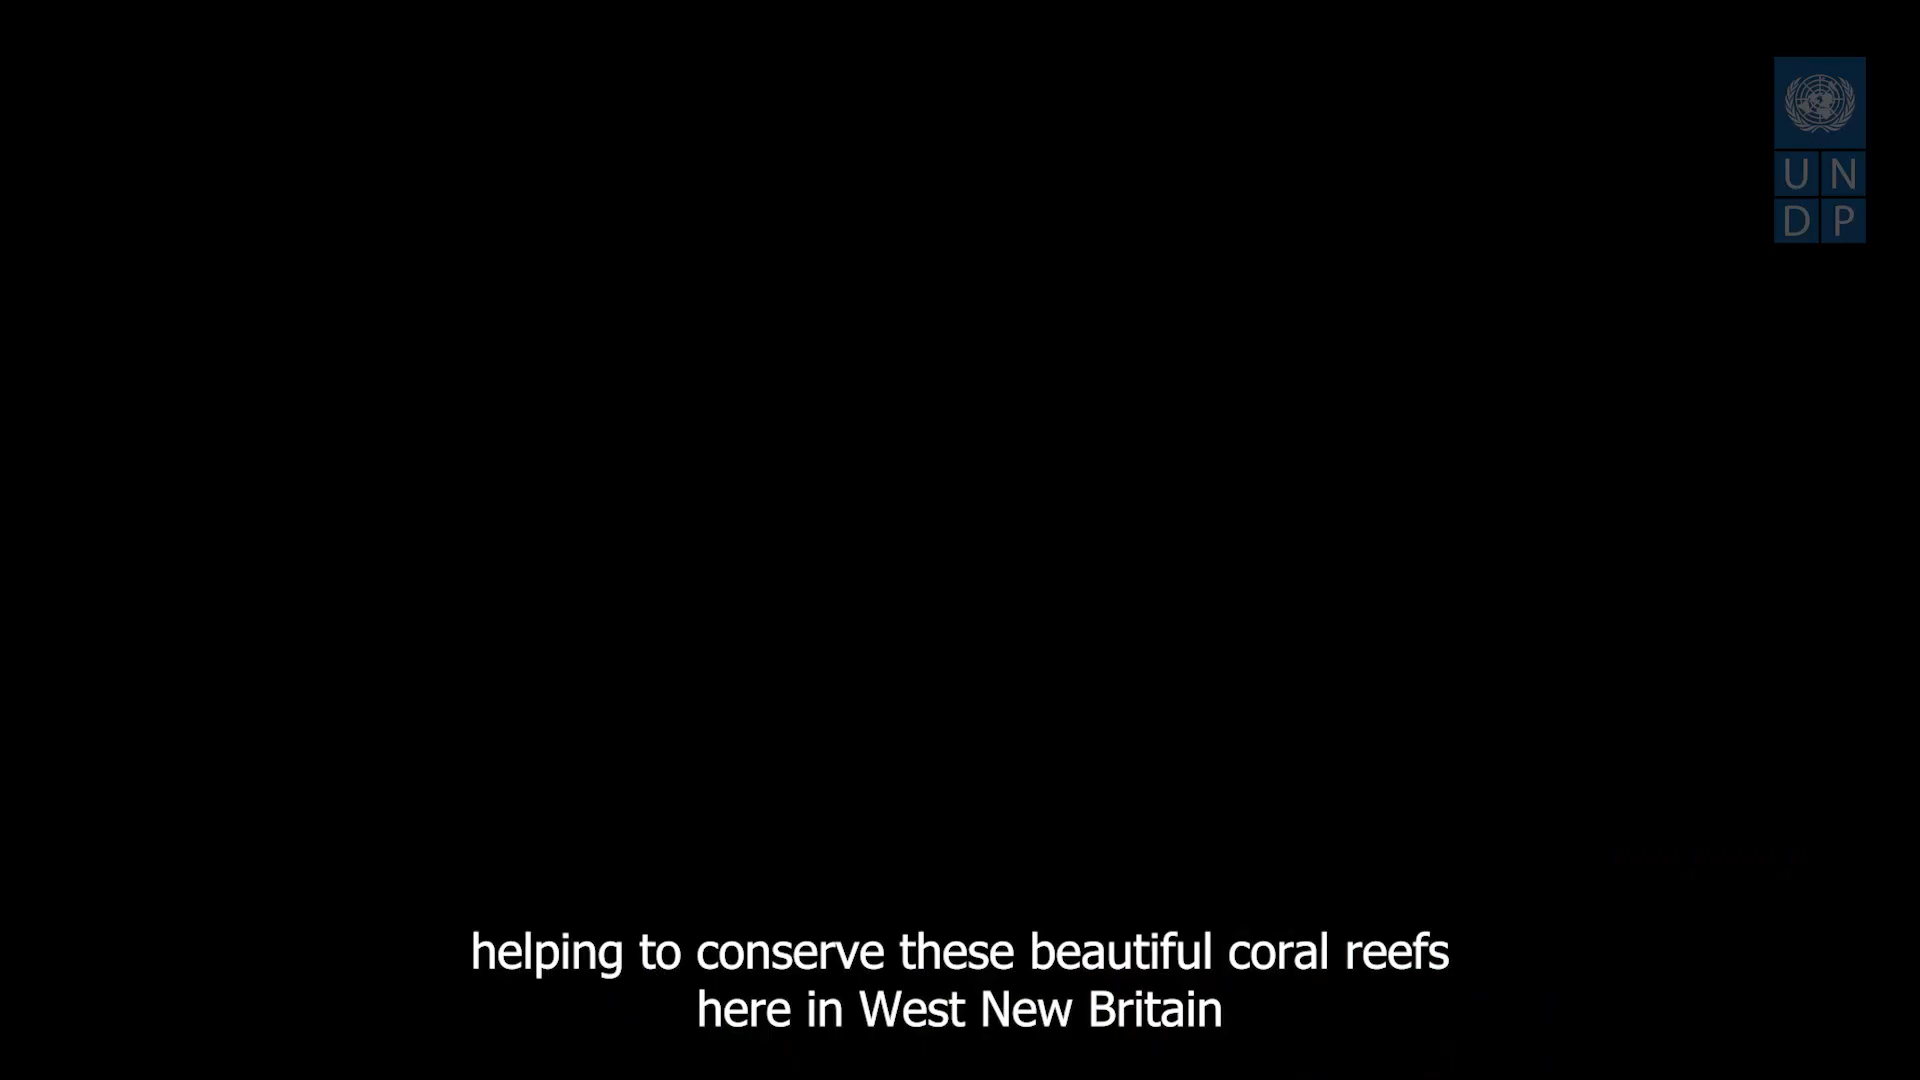 U N
D P
helping to conserve these beautiful coral reefs
here in West New Britain